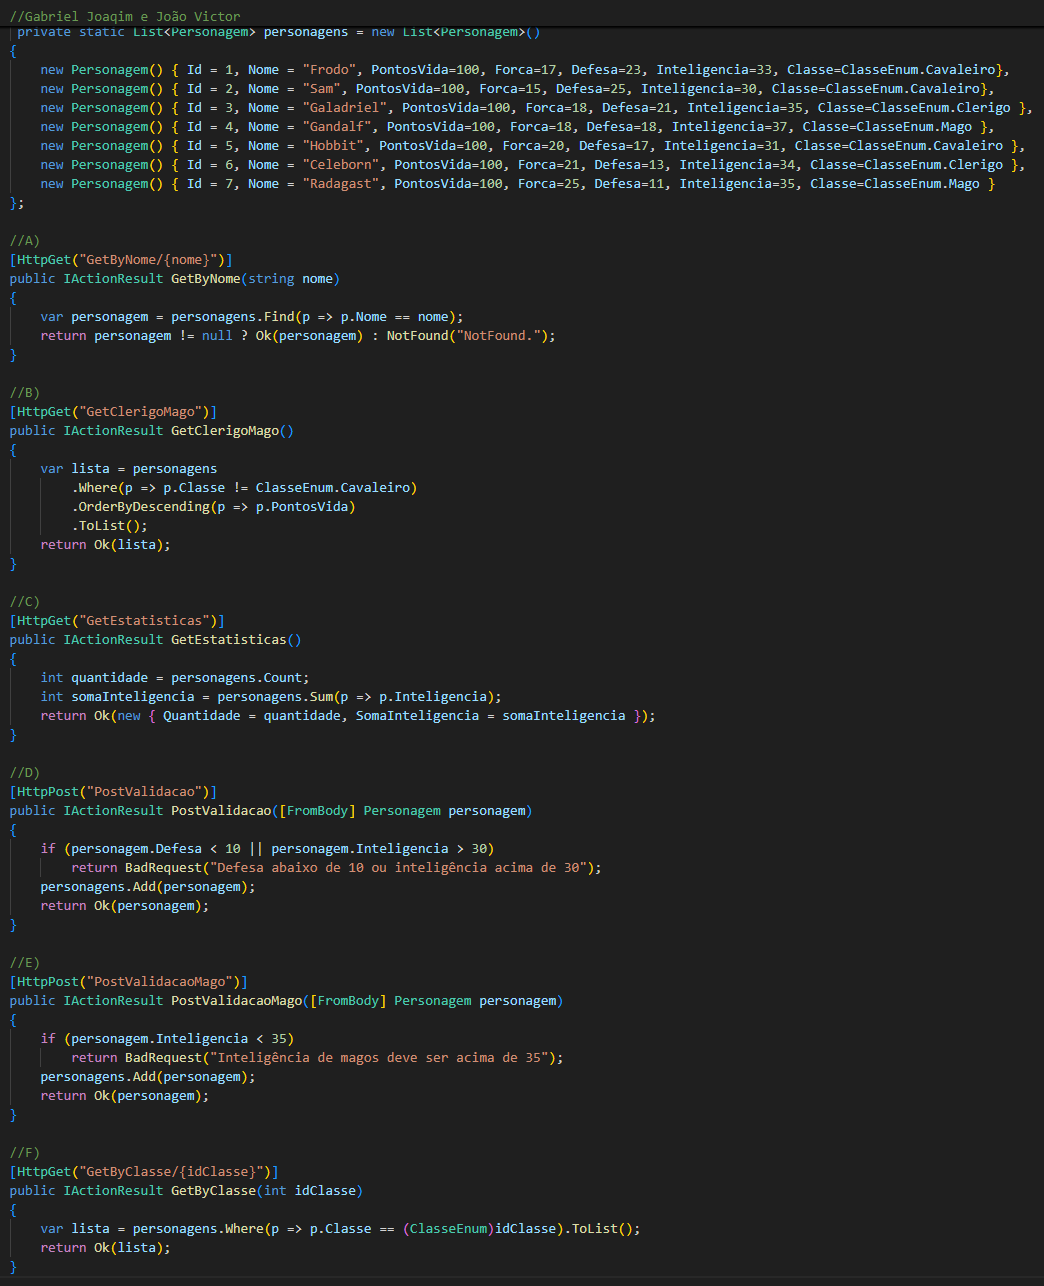 //Gabriel Joaqim e João Victor
private static List<Personagem> personagens = new List<Personagem>()
{
    new Personagem() { Id = 1, Nome = "Frodo", PontosVida=100, Forca=17, Defesa=23, Inteligencia=33, Classe=ClasseEnum.Cavaleiro},
    new Personagem() { Id = 2, Nome = "Sam", PontosVida=100, Forca=15, Defesa=25, Inteligencia=30, Classe=ClasseEnum.Cavaleiro},
    new Personagem() { Id = 3, Nome = "Galadriel", PontosVida=100, Forca=18, Defesa=21, Inteligencia=35, Classe=ClasseEnum.Clerigo },
    new Personagem() { Id = 4, Nome = "Gandalf", PontosVida=100, Forca=18, Defesa=18, Inteligencia=37, Classe=ClasseEnum.Mago },
    new Personagem() { Id = 5, Nome = "Hobbit", PontosVida=100, Forca=20, Defesa=17, Inteligencia=31, Classe=ClasseEnum.Cavaleiro },
    new Personagem() { Id = 6, Nome = "Celeborn", PontosVida=100, Forca=21, Defesa=13, Inteligencia=34, Classe=ClasseEnum.Clerigo },
    new Personagem() { Id = 7, Nome = "Radagast", PontosVida=100, Forca=25, Defesa=11, Inteligencia=35, Classe=ClasseEnum.Mago }
};

//A)
[HttpGet("GetByNome/{nome}")]
public IActionResult GetByNome(string nome)
{
    var personagem = personagens.Find(p => p.Nome == nome);
    return personagem != null ? Ok(personagem) : NotFound("NotFound.");
}

//B)
[HttpGet("GetClerigoMago")]
public IActionResult GetClerigoMago()
{
    var lista = personagens
        .Where(p => p.Classe != ClasseEnum.Cavaleiro)
        .OrderByDescending(p => p.PontosVida)
        .ToList();
    return Ok(lista);
}

//C)
[HttpGet("GetEstatisticas")]
public IActionResult GetEstatisticas()
{
    int quantidade = personagens.Count;
    int somaInteligencia = personagens.Sum(p => p.Inteligencia);
    return Ok(new { Quantidade = quantidade, SomaInteligencia = somaInteligencia });
}

//D)
[HttpPost("PostValidacao")]
public IActionResult PostValidacao([FromBody] Personagem personagem)
{
    if (personagem.Defesa < 10 || personagem.Inteligencia > 30)
        return BadRequest("Defesa abaixo de 10 ou inteligência acima de 30");
    personagens.Add(personagem);
    return Ok(personagem);
}

//E)
[HttpPost("PostValidacaoMago")]
public IActionResult PostValidacaoMago([FromBody] Personagem personagem)
{
    if (personagem.Inteligencia < 35)
        return BadRequest("Inteligência de magos deve ser acima de 35");
    personagens.Add(personagem);
    return Ok(personagem);
}

//F)
[HttpGet("GetByClasse/{idClasse}")]
public IActionResult GetByClasse(int idClasse)
{
    var lista = personagens.Where(p => p.Classe == (ClasseEnum)idClasse).ToList();
    return Ok(lista);
}